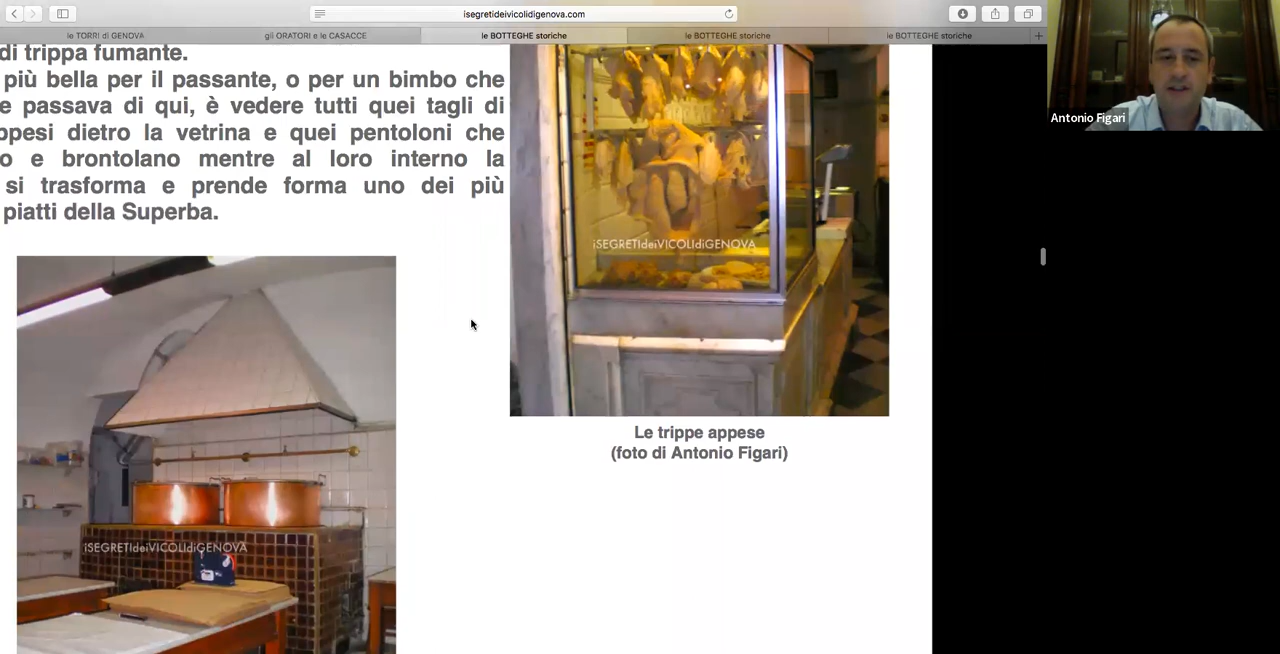 isegretideivicolidigenova.com
le TORRI di GENOVA
gli ORATORI e le CASACCE
le BOTTEGHE storiche
le BOTTEGHE storiche
le BOTTEGHE storiche
di trippa fumante.
più bella per il passante, o per un bimbo che
e passava di qui, è vedere tutti quei tagli di
ppesi dietro la vetrina e quei pentoloni che
o e brontolano mentre al loro interno la
si trasforma e prende forma uno dei più
piatti della Superba.
iSEGRETIdeiVICOLIdiGENOVA
Le trippe appese
(foto di Antonio Figari)
iSEGRETIdeiVICOLIdiGENOVA
Antonio Figari